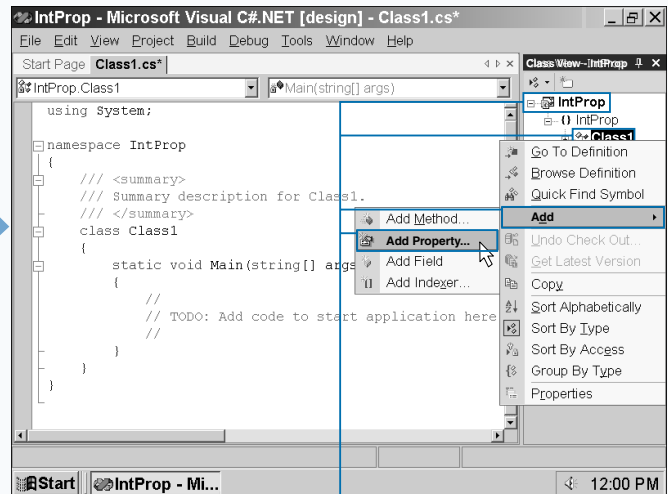 IntProp - Microsoft Visual C#.NET [design] - Class1.cs*
File Edit View Project Build Debug Tools Window Help
Start Page Class1.cs*
IntProp.Class1
Main(string[] args)
using System;
namespace IntProp
{
/// <summary>
/// Summary description for Class1.
/// </summary>
class Class1
{
static void Main(string[] args
{
//
// TODO: Add code to start application here
//
}
}
}
Class View - IntProp
IntProp
{} IntProp
Class1
Go To Definition
Browse Definition
Quick Find Symbol
Add
Undo Check Out...
Get Latest Version
Copy
Sort Alphabetically
Sort By Type
Sort By Access
Group By Type
Properties
Add Method...
Add Property...
Add Field
Add Indexer...
Start
IntProp - Mi...
12:00 PM